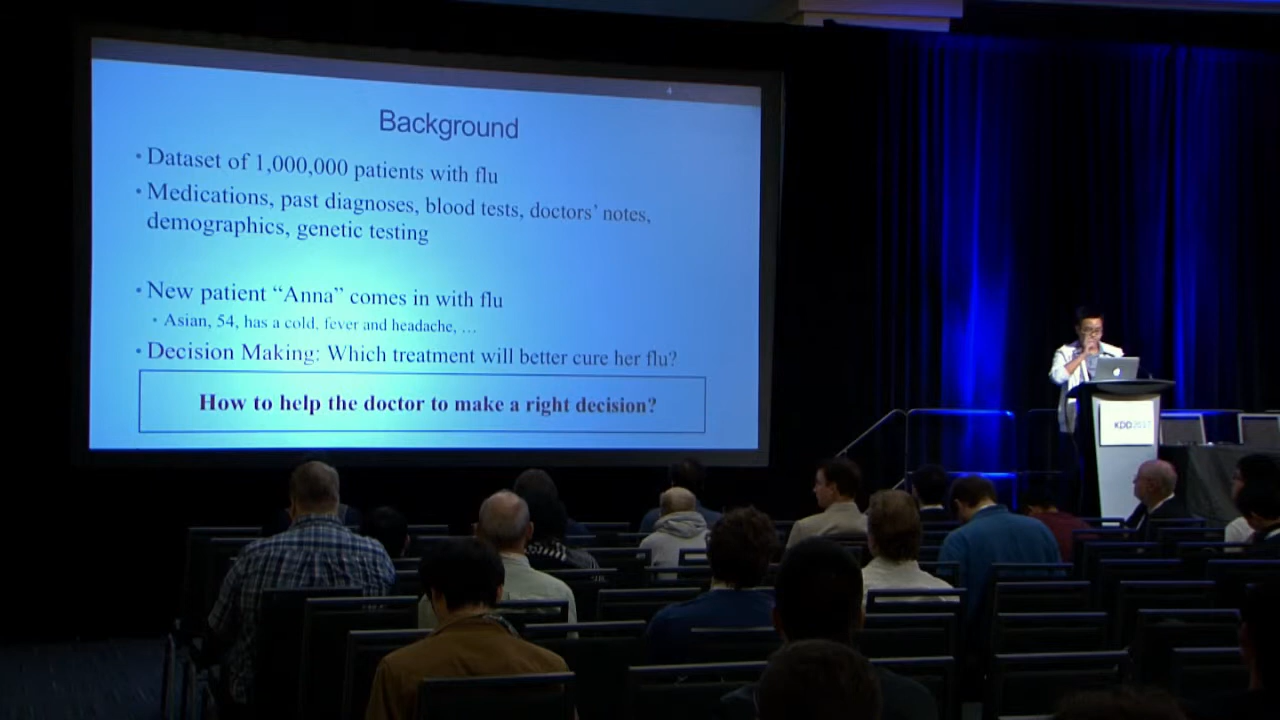 4
Background
• Dataset of 1,000,000 patients with flu
• Medications, past diagnoses, blood tests, doctors’ notes,
demographics, genetic testing
• New patient “Anna” comes in with flu
• Asian, 54, has a cold, fever and headache, …
• Decision Making: Which treatment will better cure her flu?
How to help the doctor to make a right decision?
KDD2017